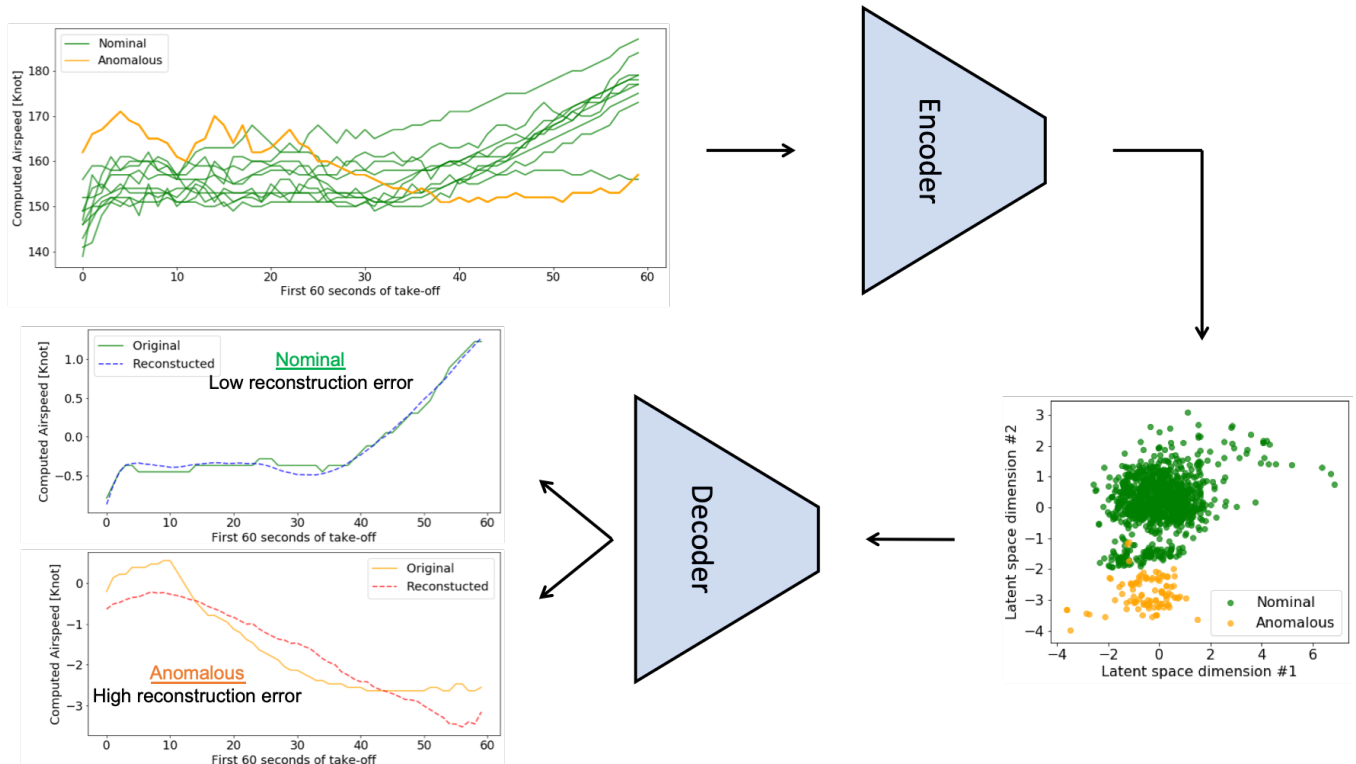 Nominal
Anomalous
Computed Airspeed [Knot]
180
170
160
150
140
0 10 20 30 40 50 60
First 60 seconds of take-off
Encoder
Original
Reconstucted
Nominal
Low reconstruction error
Computed Airspeed [Knot]
1.0
0.5
0.0
−0.5
0 10 20 30 40 50 60
First 60 seconds of take-off
Original
Reconstucted
Anomalous
High reconstruction error
Computed Airspeed [Knot]
0
−1
−2
−3
0 10 20 30 40 50 60
First 60 seconds of take-off
Decoder
Latent space dimension #2
3
2
1
0
−1
−2
−3
−4
Nominal
Anomalous
−4 −2 0 2 4 6
Latent space dimension #1